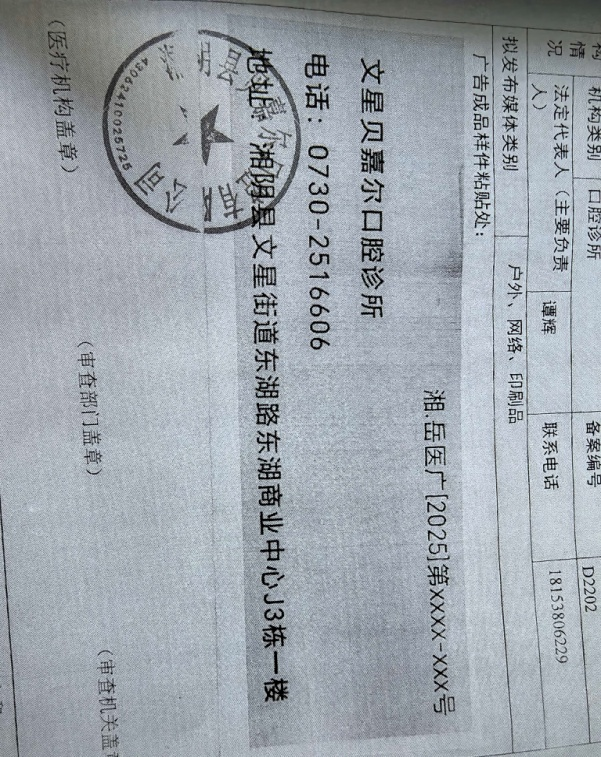 构
情
况
机构类别
口腔诊所
备案编号
D2202
法定代表人（主要负责人）
谭辉
联系电话
18153806229
拟发布媒体类别
户外、网络、印刷品
广告成品样件粘贴处：
湘.岳医广[2025]第xxxx-xxx号
文星贝嘉尔口腔诊所
电话：0730-2516606
地址：湘阴县文星街道东湖路东湖商业中心J3栋一楼
公司
（医疗机构盖章）
（审查部门盖章）
（审查机关盖